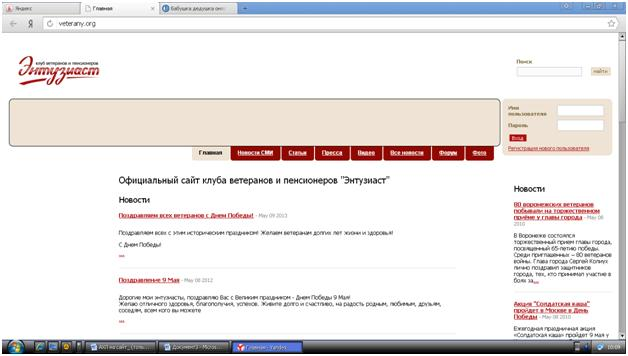 Яндекс
Главная
Бабушка дедушка онл
veterany.org
клуб ветеранов и пенсионеров
Энтузиаст
Поиск
найти
Имя пользователя
Пароль
Вход
Регистрация нового пользователя
Главная
Новости СМИ
Статьи
Пресса
Видео
Все новости
Форум
Фото
Официальный сайт клуба ветеранов и пенсионеров "Энтузиаст"
Новости
Поздравляем всех ветеранов с Днем Победы! - May 09 2013
Поздравляем всех с этим историческим праздником! Желаем ветеранам долгих лет жизни и здоровья!
С Днем Победы!
...
Поздравление 9 Мая - May 08 2012
Дорогие мои энтузиасты, поздравляю Вас с Великим праздником - Днем Победы 9 Мая!
Желаю отличного здоровья, благополучия, успехов. Живите долго и счастливо, на радость родным, любимым, друзьям,
соседям, всем кого вы можете
...
Новости
80 воронежских ветеранов
побывали на торжественном
приёме у главы города - May 08
2010
В Воронеже состоялся
торжественный прием главы города,
посвященный 65-летию Победы.
Среди приглашённых – 80 ветеранов
войны. Глава города Сергей Колиух
лично поздравил защитников
города, тех, кто принимал участие в
боях за...
Акция "Солдатская каша"
пройдет в Москве в День
Победы - May 08 2010
Ежегодная праздничная акция
«Солдатская каша» пройдет 9 мая у
Документ3 - Micros...
Главная - Yandex
10:09